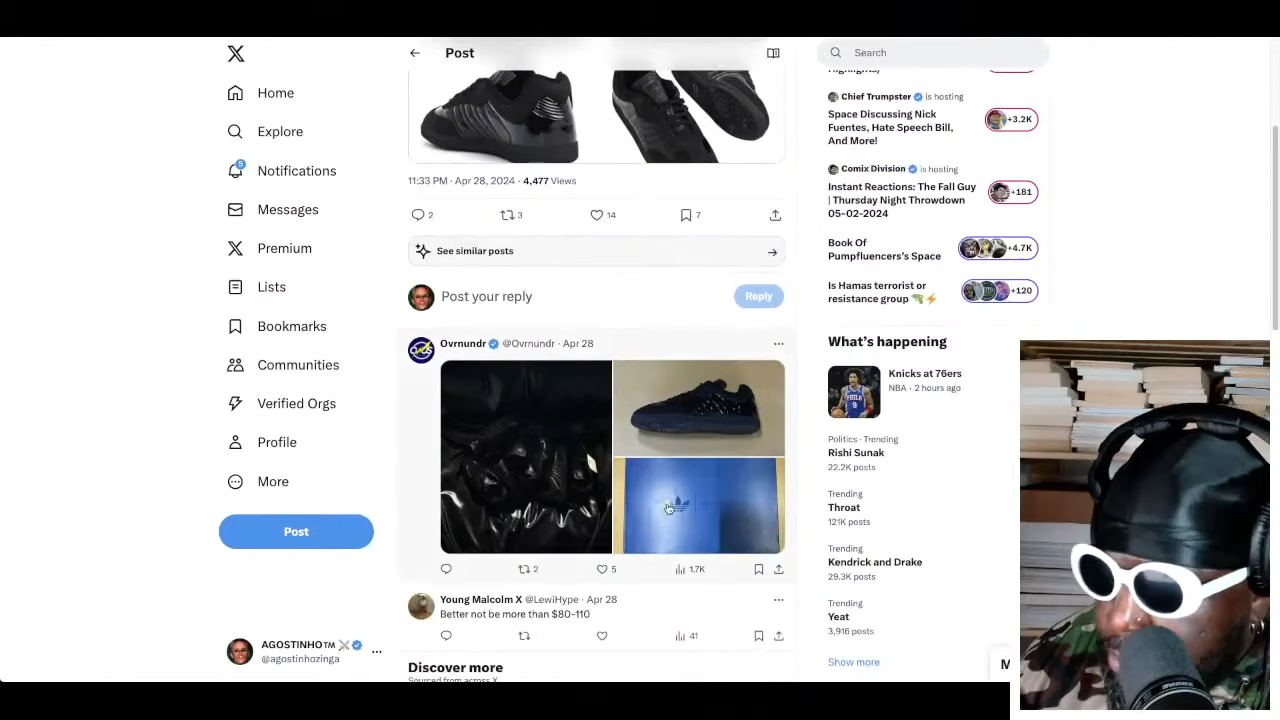 Post
Search
Home
Explore
5
Notifications
Messages
Premium
Lists
Bookmarks
Communities
Verified Orgs
Profile
More
Post
AGOSTINHO™
@agostinhozinga
11:33 PM · Apr 28, 2024 · 4,477 Views
2
3
14
7
See similar posts
Post your reply
Reply
Ovrnundr @Ovrnundr · Apr 28
2
5
1.7K
Young Malcolm X @LewiHype · Apr 28
Better not be more than $80-110
41
Discover more
Sourced from across X
Chief Trumpster is hosting
Space Discussing Nick
Fuentes, Hate Speech Bill,
And More!
+3.2K
Comix Division is hosting
Instant Reactions: The Fall Guy
| Thursday Night Throwdown
05-02-2024
+181
Book Of
Pumpfluencers's Space
+4.7K
Is Hamas terrorist or
resistance group
+120
What's happening
Knicks at 76ers
NBA · 2 hours ago
Politics · Trending
Rishi Sunak
22.2K posts
Trending
Throat
121K posts
Trending
Kendrick and Drake
29.3K posts
Trending
Yeat
3,916 posts
Show more